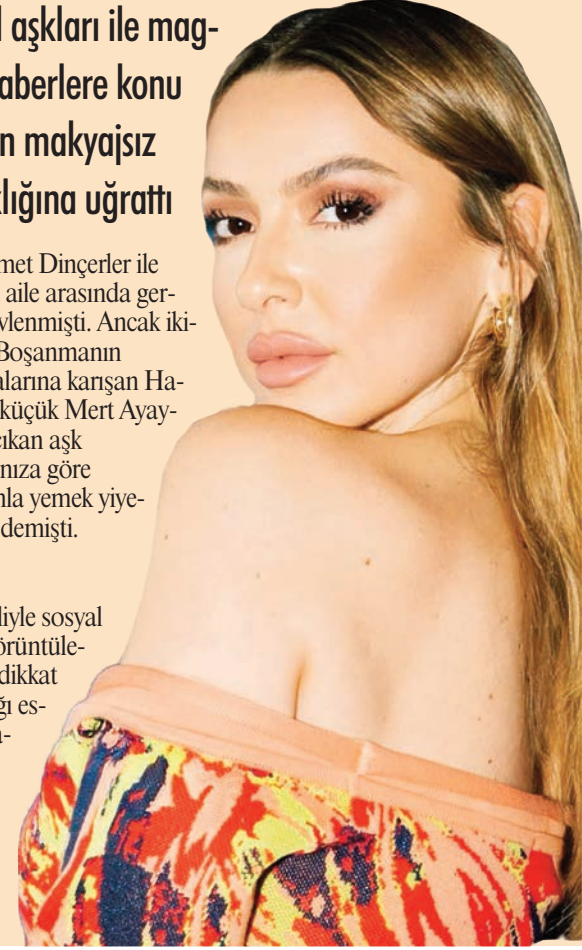 l aşkları ile mag-
aberlere konu
n makyajsız
klığına uğrattı
met Dinçerler ile
aile arasında ger-
vlenmişti. Ancak iki-
Boşanmanın
alarına karışan Ha-
küçük Mert Ayay-
çıkan aşk
nıza göre
nla yemek yiye-
demişti.
liyle sosyal
örüntüle-
dikkat
ğı es-
a-